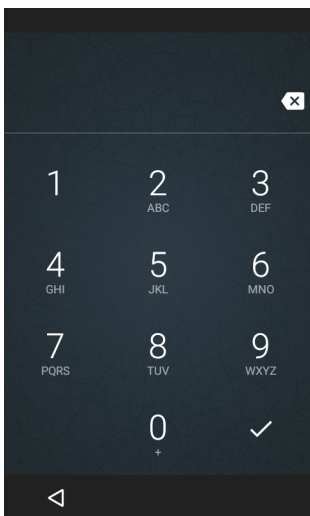 1 2 3
ABC DEF
4 5 6
GHI JKL MNO
7 8 9
PQRS TUV WXYZ
0
+